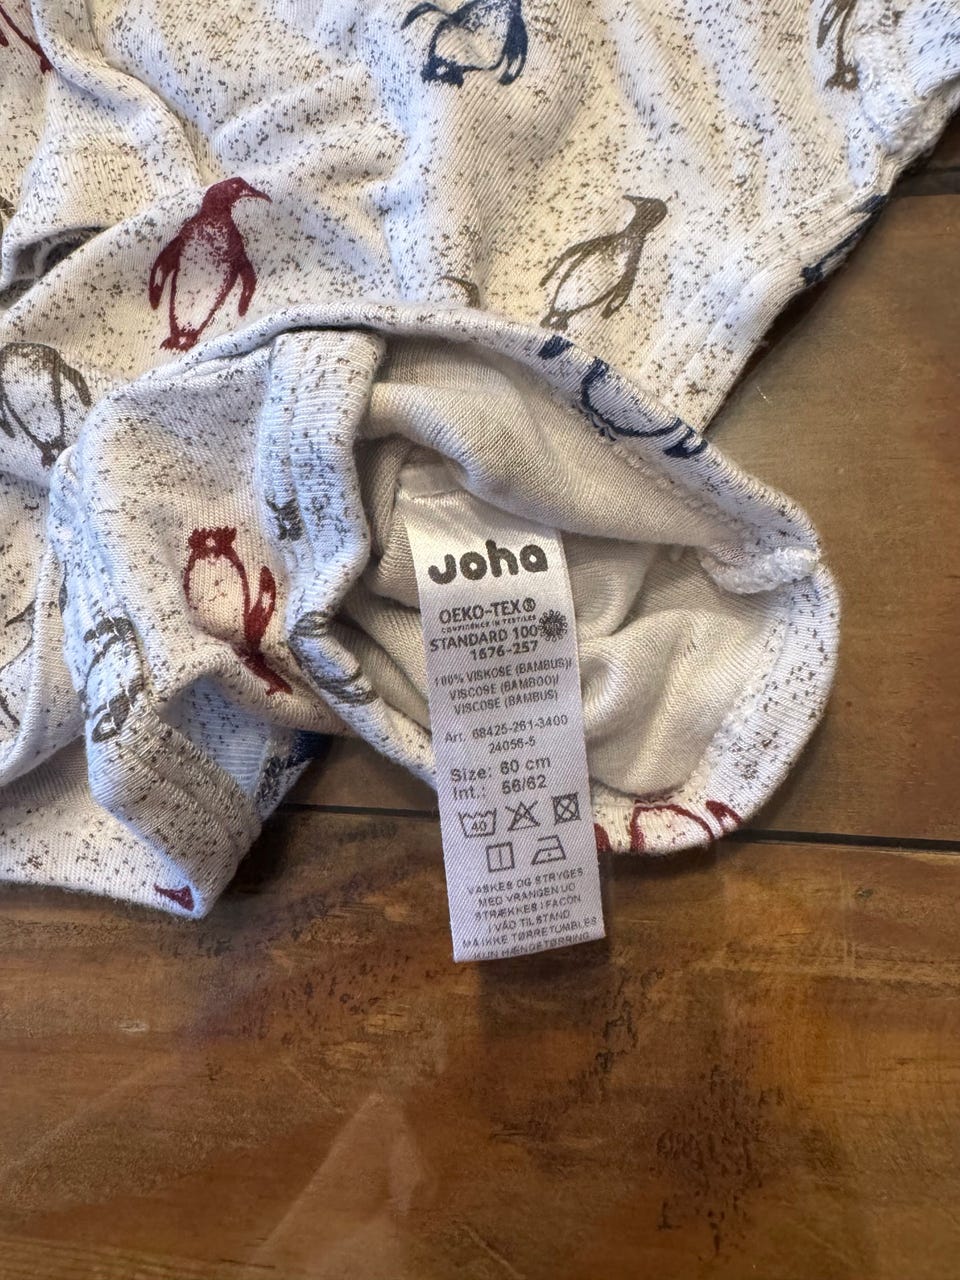 Joha
OEKO-TEX®
CONFIDENCE IN TEXTILES
STANDARD 100
1676-257
100% VISKOSE (BAMBUS)/
VISCOSE (BAMBOO)/
VISCOSE (BAMBUS)
Art. 68425-261-3400
24056-5
Size: 60 cm
Int.: 56/62
40
VASKES OG STRYGES
MED VRANGEN UD
STRÆKKES I FACON
I VÅD TILSTAND
MÅ IKKE TØRRETUMBLES
KUN HÆNGETØRRING